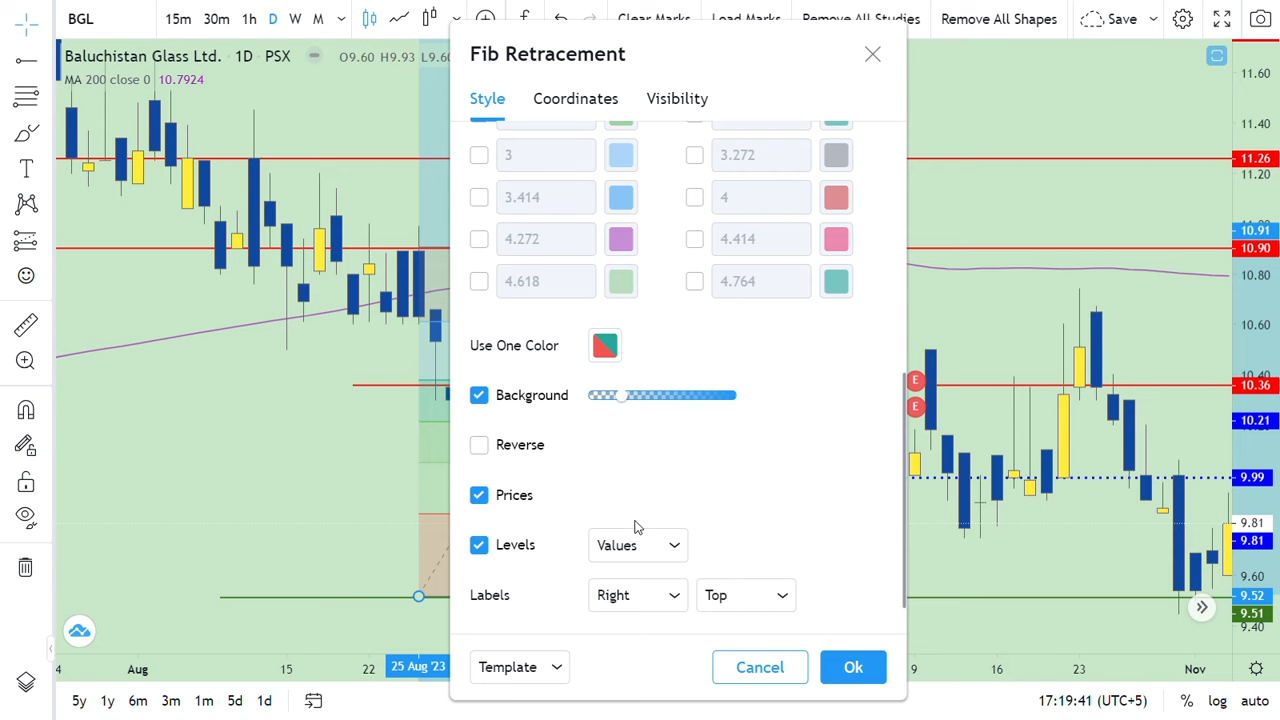 BGL 15m 30m 1h D W M Clear Marks Load Marks Remove All Studies Remove All Shapes Save
Baluchistan Glass Ltd. · 1D · PSX O9.60 H9.93 L9.60
MA 200 close 0 10.7924
Fib Retracement
Style Coordinates Visibility
3 3.272
3.414 4
4.272 4.414
4.618 4.764
Use One Color
Background
Reverse
Prices
Levels Values
Labels Right Top
Template Cancel Ok
E
E
11.60
11.40
11.26
11.20
10.91
10.90
10.80
10.60
10.40
10.36
10.21
9.99
9.81
9.81
9.60
9.52
9.51
9.40
4 Aug 15 22 25 Aug '23 9 16 23 Nov
5y 1y 6m 3m 1m 5d 1d 17:19:41 (UTC+5) % log auto